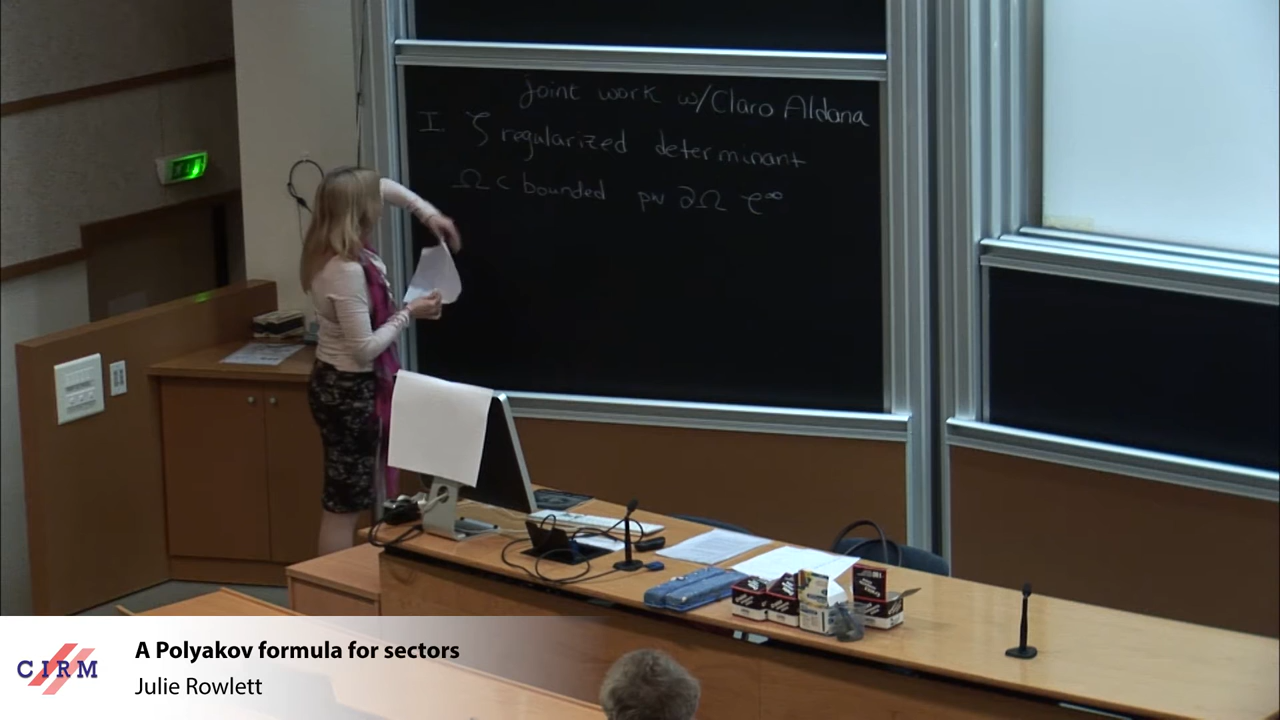 joint work w/Claro Aldana
I. ζ regularized determinant
Ω ⊂ bounded pw ∂Ω C^∞
CIRM
A Polyakov formula for sectors
Julie Rowlett